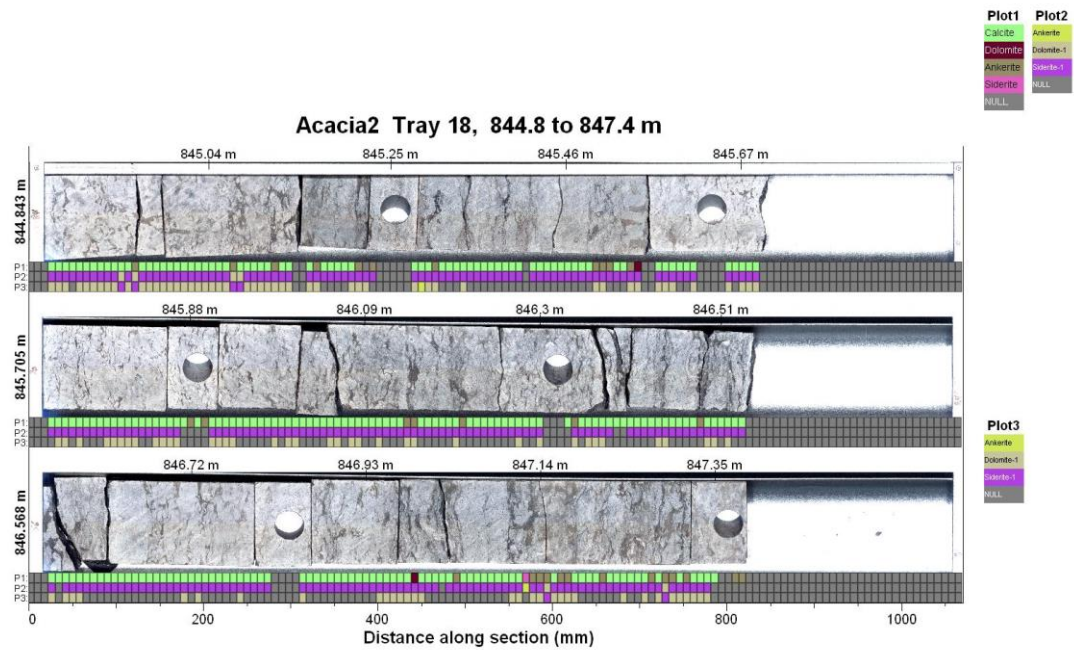 Plot1 Plot2
Calcite Ankerite
Dolomite Dolomite-1
Ankerite Siderite-1
Siderite NULL
NULL
Acacia2 Tray 18, 844.8 to 847.4 m
845.04 m 845.25 m 845.46 m 845.67 m
844.843 m
P1:
P2:
P3:
845.88 m 846.09 m 846.3 m 846.51 m
845.705 m
P1:
P2:
P3:
Plot3
Ankerite
Dolomite-1
Siderite-1
NULL
846.72 m 846.93 m 847.14 m 847.35 m
846.568 m
P1:
P2:
P3:
0 200 400 600 800 1000
Distance along section (mm)